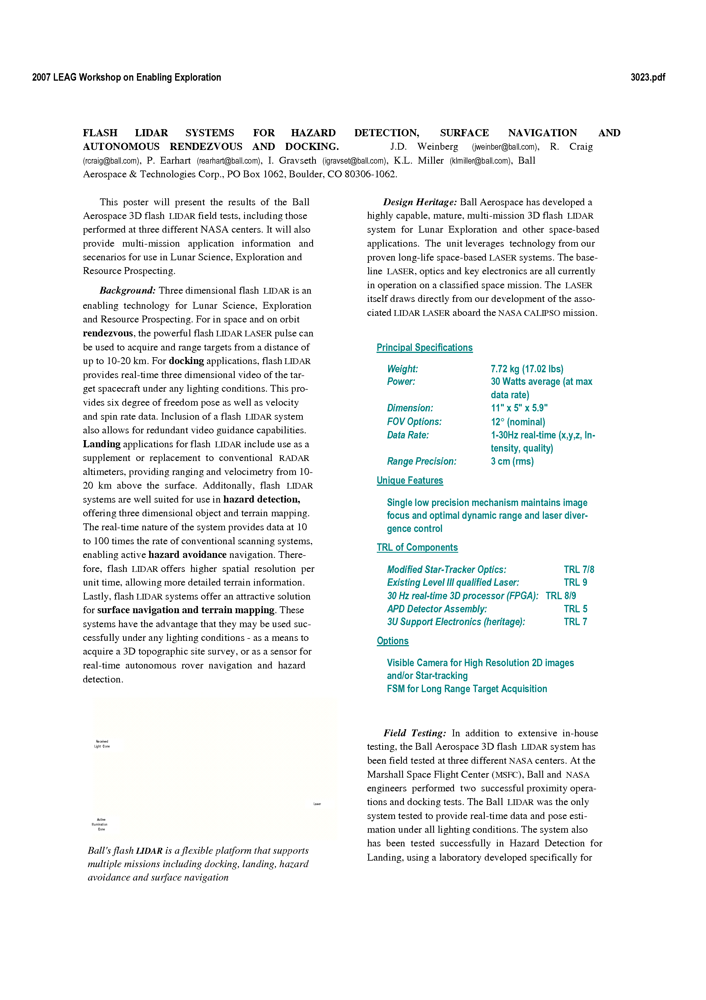 2007 LEAG Workshop on Enabling Exploration
3023.pdf
FLASH LIDAR SYSTEMS FOR HAZARD DETECTION, SURFACE NAVIGATION AND
AUTONOMOUS RENDEZVOUS AND DOCKING. J.D. Weinberg (jweinber@ball.com), R. Craig
(rcraig@ball.com), P. Earhart (rearhart@ball.com), I. Gravseth (igravset@ball.com), K.L. Miller (klmiller@ball.com), Ball
Aerospace & Technologies Corp., PO Box 1062, Boulder, CO 80306-1062.
This poster will present the results of the Ball
Aerospace 3D flash LIDAR field tests, including those
performed at three different NASA centers. It will also
provide multi-mission application information and
secenarios for use in Lunar Science, Exploration and
Resource Prospecting.
Background: Three dimensional flash LIDAR is an
enabling technology for Lunar Science, Exploration
and Resource Prospecting. For in space and on orbit
rendezvous, the powerful flash LIDAR LASER pulse can
be used to acquire and range targets from a distance of
up to 10-20 km. For docking applications, flash LIDAR
provides real-time three dimensional video of the tar-
get spacecraft under any lighting conditions. This pro-
vides six degree of freedom pose as well as velocity
and spin rate data. Inclusion of a flash LIDAR system
also allows for redundant video guidance capabilities.
Landing applications for flash LIDAR include use as a
supplement or replacement to conventional RADAR
altimeters, providing ranging and velocimetry from 10-
20 km above the surface. Additonally, flash LIDAR
systems are well suited for use in hazard detection,
offering three dimensional object and terrain mapping.
The real-time nature of the system provides data at 10
to 100 times the rate of conventional scanning systems,
enabling active hazard avoidance navigation. There-
fore, flash LIDAR offers higher spatial resolution per
unit time, allowing more detailed terrain information.
Lastly, flash LIDAR systems offer an attractive solution
for surface navigation and terrain mapping. These
systems have the advantage that they may be used suc-
cessfully under any lighting conditions - as a means to
acquire a 3D topographic site survey, or as a sensor for
real-time autonomous rover navigation and hazard
detection.
Received
Light Cone
Laser
Active
Illumination
Cone
Ball's flash LIDAR is a flexible platform that supports
multiple missions including docking, landing, hazard
avoidance and surface navigation
Design Heritage: Ball Aerospace has developed a
highly capable, mature, multi-mission 3D flash LIDAR
system for Lunar Exploration and other space-based
applications. The unit leverages technology from our
proven long-life space-based LASER systems. The base-
line LASER, optics and key electronics are all currently
in operation on a classified space mission. The LASER
itself draws directly from our development of the asso-
ciated LIDAR LASER aboard the NASA CALIPSO mission.
Principal Specifications
Weight: 7.72 kg (17.02 lbs)
Power: 30 Watts average (at max
data rate)
Dimension: 11" x 5" x 5.9"
FOV Options: 12° (nominal)
Data Rate: 1-30Hz real-time (x,y,z, In-
tensity, quality)
Range Precision: 3 cm (rms)
Unique Features
Single low precision mechanism maintains image
focus and optimal dynamic range and laser diver-
gence control
TRL of Components
Modified Star-Tracker Optics: TRL 7/8
Existing Level III qualified Laser: TRL 9
30 Hz real-time 3D processor (FPGA): TRL 8/9
APD Detector Assembly: TRL 5
3U Support Electronics (heritage): TRL 7
Options
Visible Camera for High Resolution 2D images
and/or Star-tracking
FSM for Long Range Target Acquisition
Field Testing: In addition to extensive in-house
testing, the Ball Aerospace 3D flash LIDAR system has
been field tested at three different NASA centers. At the
Marshall Space Flight Center (MSFC), Ball and NASA
engineers performed two successful proximity opera-
tions and docking tests. The Ball LIDAR was the only
system tested to provide real-time data and pose esti-
mation under all lighting conditions. The system also
has been tested successfully in Hazard Detection for
Landing, using a laboratory developed specifically for